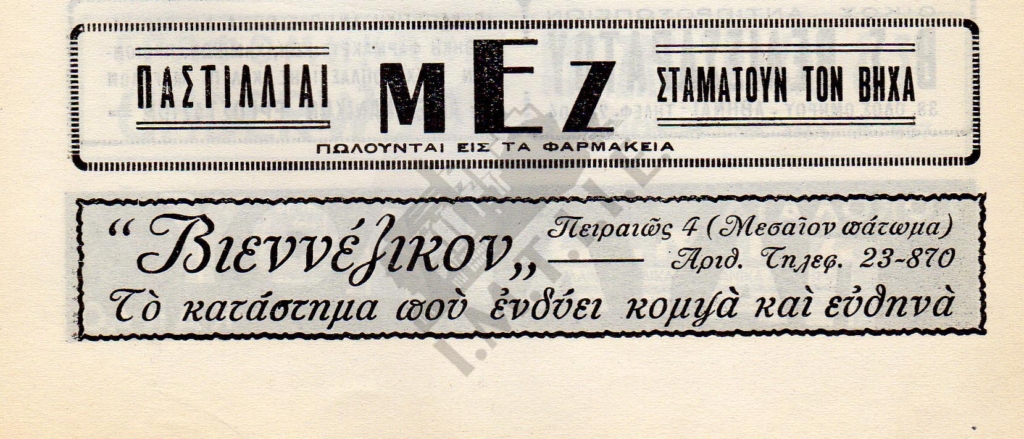 ΠΑΣΤΙΛΛΙΑΙ ΜΕΖ ΣΤΑΜΑΤΟΥΝ ΤΟΝ ΒΗΧΑ
ΠΩΛΟΥΝΤΑΙ ΕΙΣ ΤΑ ΦΑΡΜΑΚΕΙΑ
“Βιεννέζικον„ — Πειραιῶς 4 (Μεσαῖον πάτωμα)
Ἀριθ. Τηλεφ. 23-870
Τὸ κατάστημα ποὺ ἐνδύει κομψὰ καὶ εὐθηνὰ